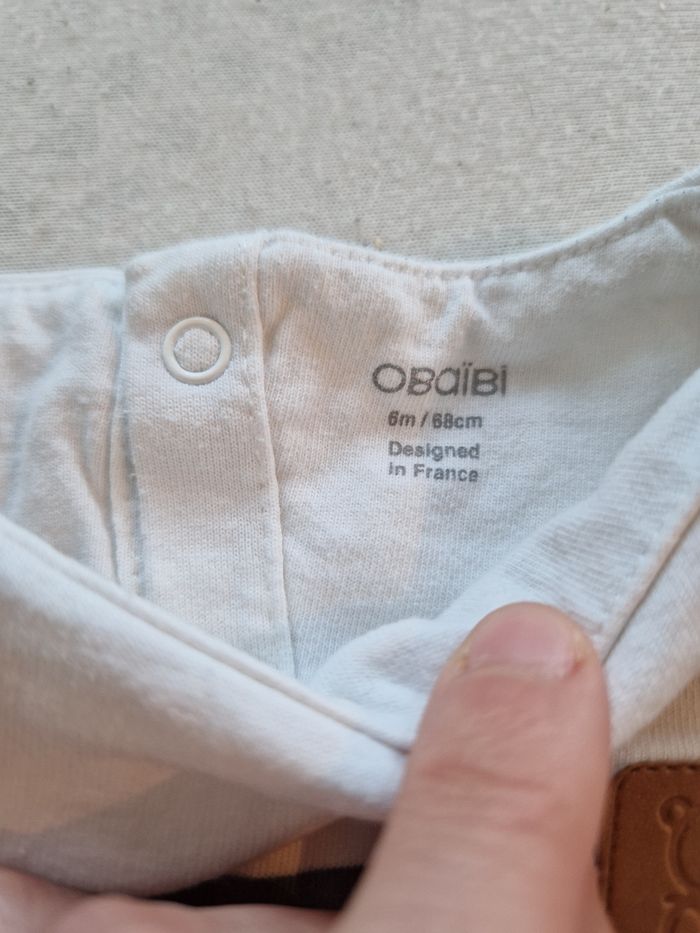 OBaïBi
6m / 68cm
Designed
in France